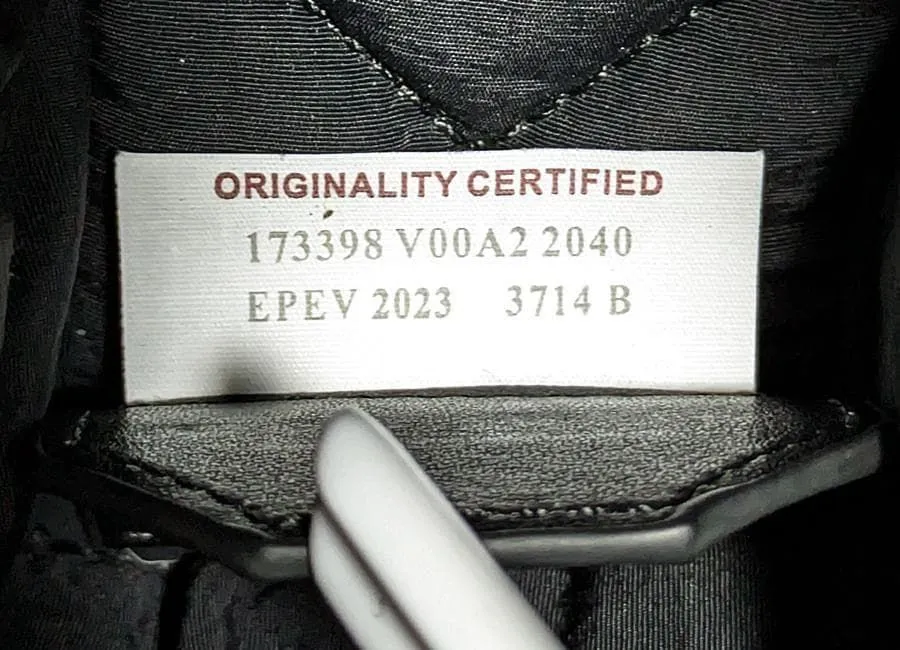 ORIGINALITY CERTIFIED
173398 V00A2 2040
EPEV 2023 3714 B